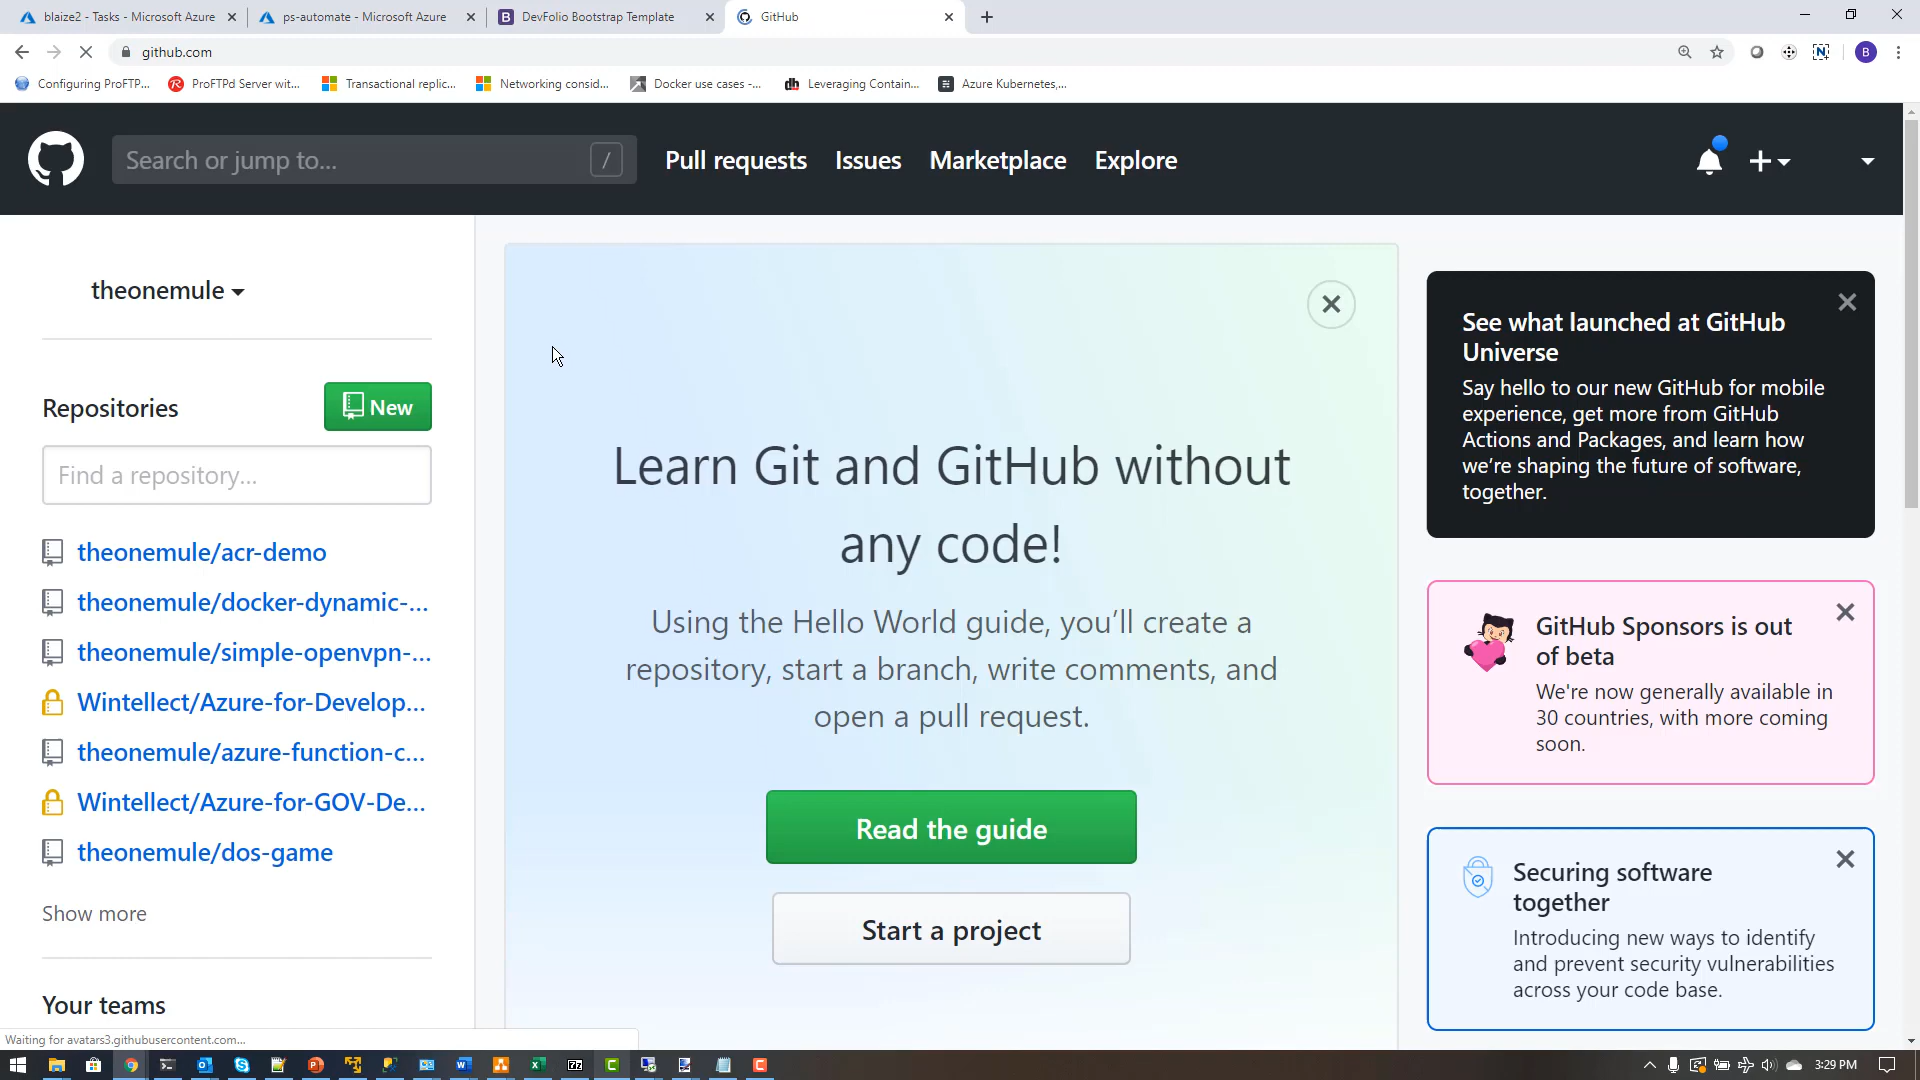 blaize2 - Tasks - Microsoft Azure
ps-automate - Microsoft Azure
DevFolio Bootstrap Template
GitHub
github.com
B
Configuring ProFTP...
ProFTPd Server wit...
Transactional replic...
Networking consid...
Docker use cases -...
Leveraging Contain...
Azure Kubernetes,...
Search or jump to...
/
Pull requests
Issues
Marketplace
Explore
theonemule
Repositories
New
Find a repository...
theonemule/acr-demo
theonemule/docker-dynamic-...
theonemule/simple-openvpn-...
Wintellect/Azure-for-Develop...
theonemule/azure-function-c...
Wintellect/Azure-for-GOV-De...
theonemule/dos-game
Show more
Your teams
Learn Git and GitHub without
any code!
Using the Hello World guide, you’ll create a
repository, start a branch, write comments, and
open a pull request.
Read the guide
Start a project
See what launched at GitHub
Universe
Say hello to our new GitHub for mobile
experience, get more from GitHub
Actions and Packages, and learn how
we’re shaping the future of software,
together.
GitHub Sponsors is out
of beta
We're now generally available in
30 countries, with more coming
soon.
Securing software
together
Introducing new ways to identify
and prevent security vulnerabilities
across your code base.
Waiting for avatars3.githubusercontent.com...
3:29 PM